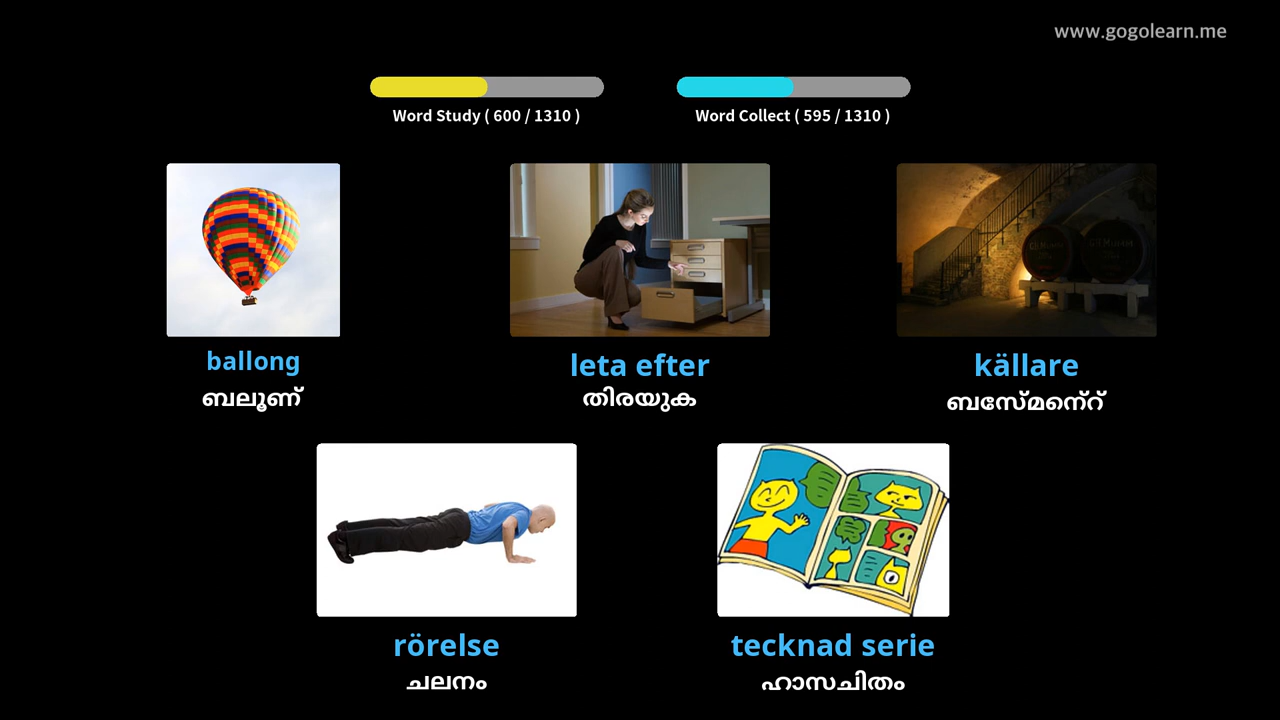 www.gogolearn.me
Word Study ( 600 / 1310 )
Word Collect ( 595 / 1310 )
ballong
ബലൂണ്
leta efter
തിരയുക
källare
ബേസ്മെന്റ്
rörelse
ചലനം
tecknad serie
ഹാസചിതം